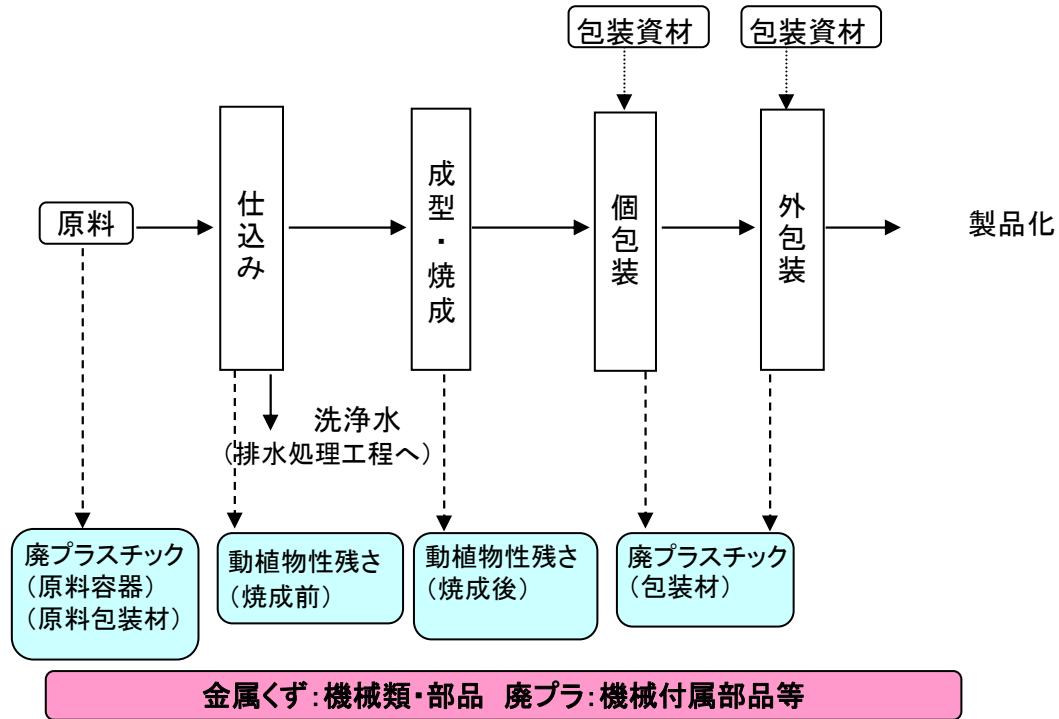 包装資材
包装資材
原料
仕込み
成型・焼成
個包装
外包装
製品化
洗浄水
(排水処理工程へ)
廃プラスチック
(原料容器)
(原料包装材)
動植物性残さ
(焼成前)
動植物性残さ
(焼成後)
廃プラスチック
(包装材)
金属くず:機械類・部品 廃プラ:機械付属部品等